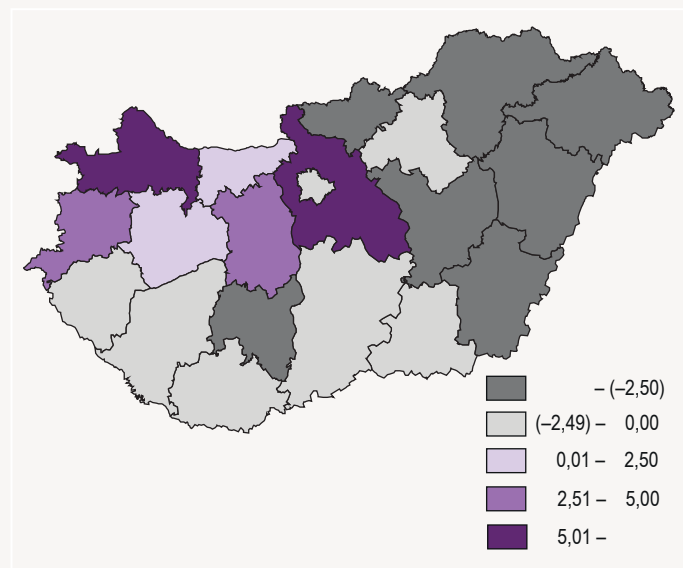 – (–2,50)
(–2,49) – 0,00
0,01 – 2,50
2,51 – 5,00
5,01 –